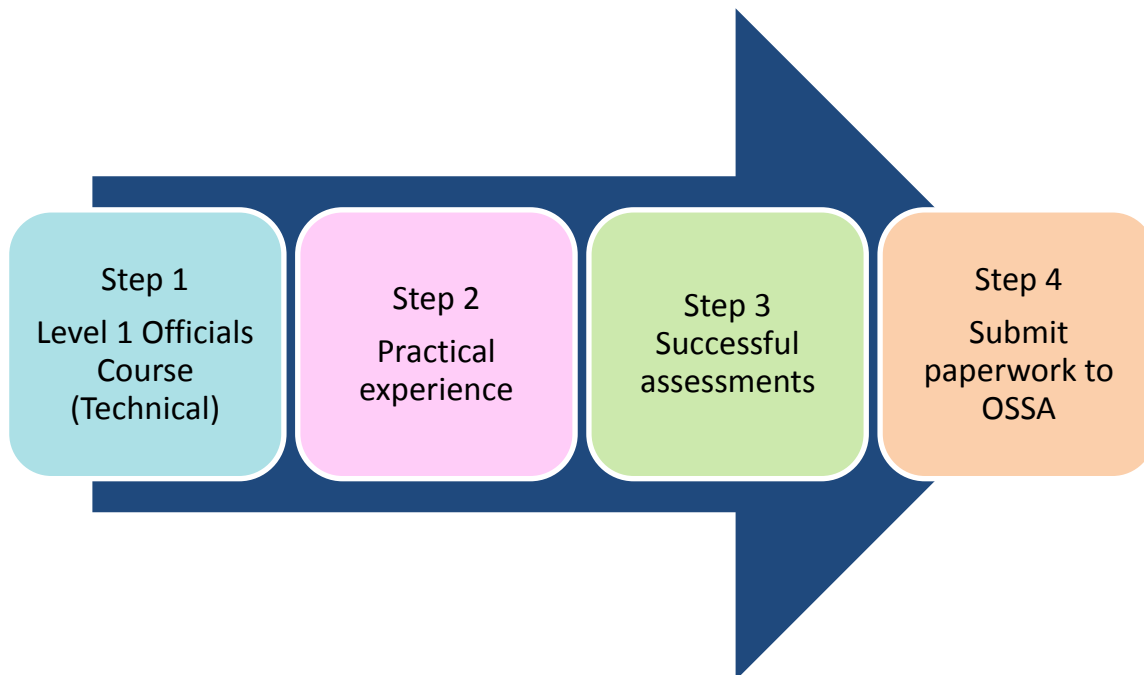 Step 1
Level 1 Officials
Course
(Technical)
Step 2
Practical
experience
Step 3
Successful
assessments
Step 4
Submit
paperwork to
OSSA